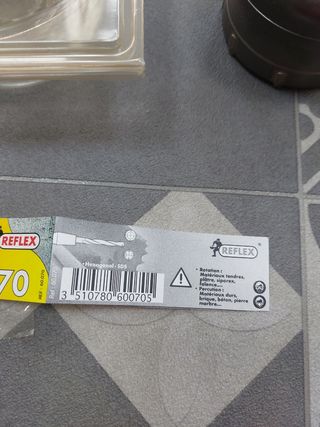 REFLEX
70
REFLEX
: Hexagonal - SDS
3 510780 600705
• Rotation :
Matériaux tendres,
plâtre, siporex,
faïence...
• Percution :
Matériaux durs,
brique, béton, pierre
marbre...